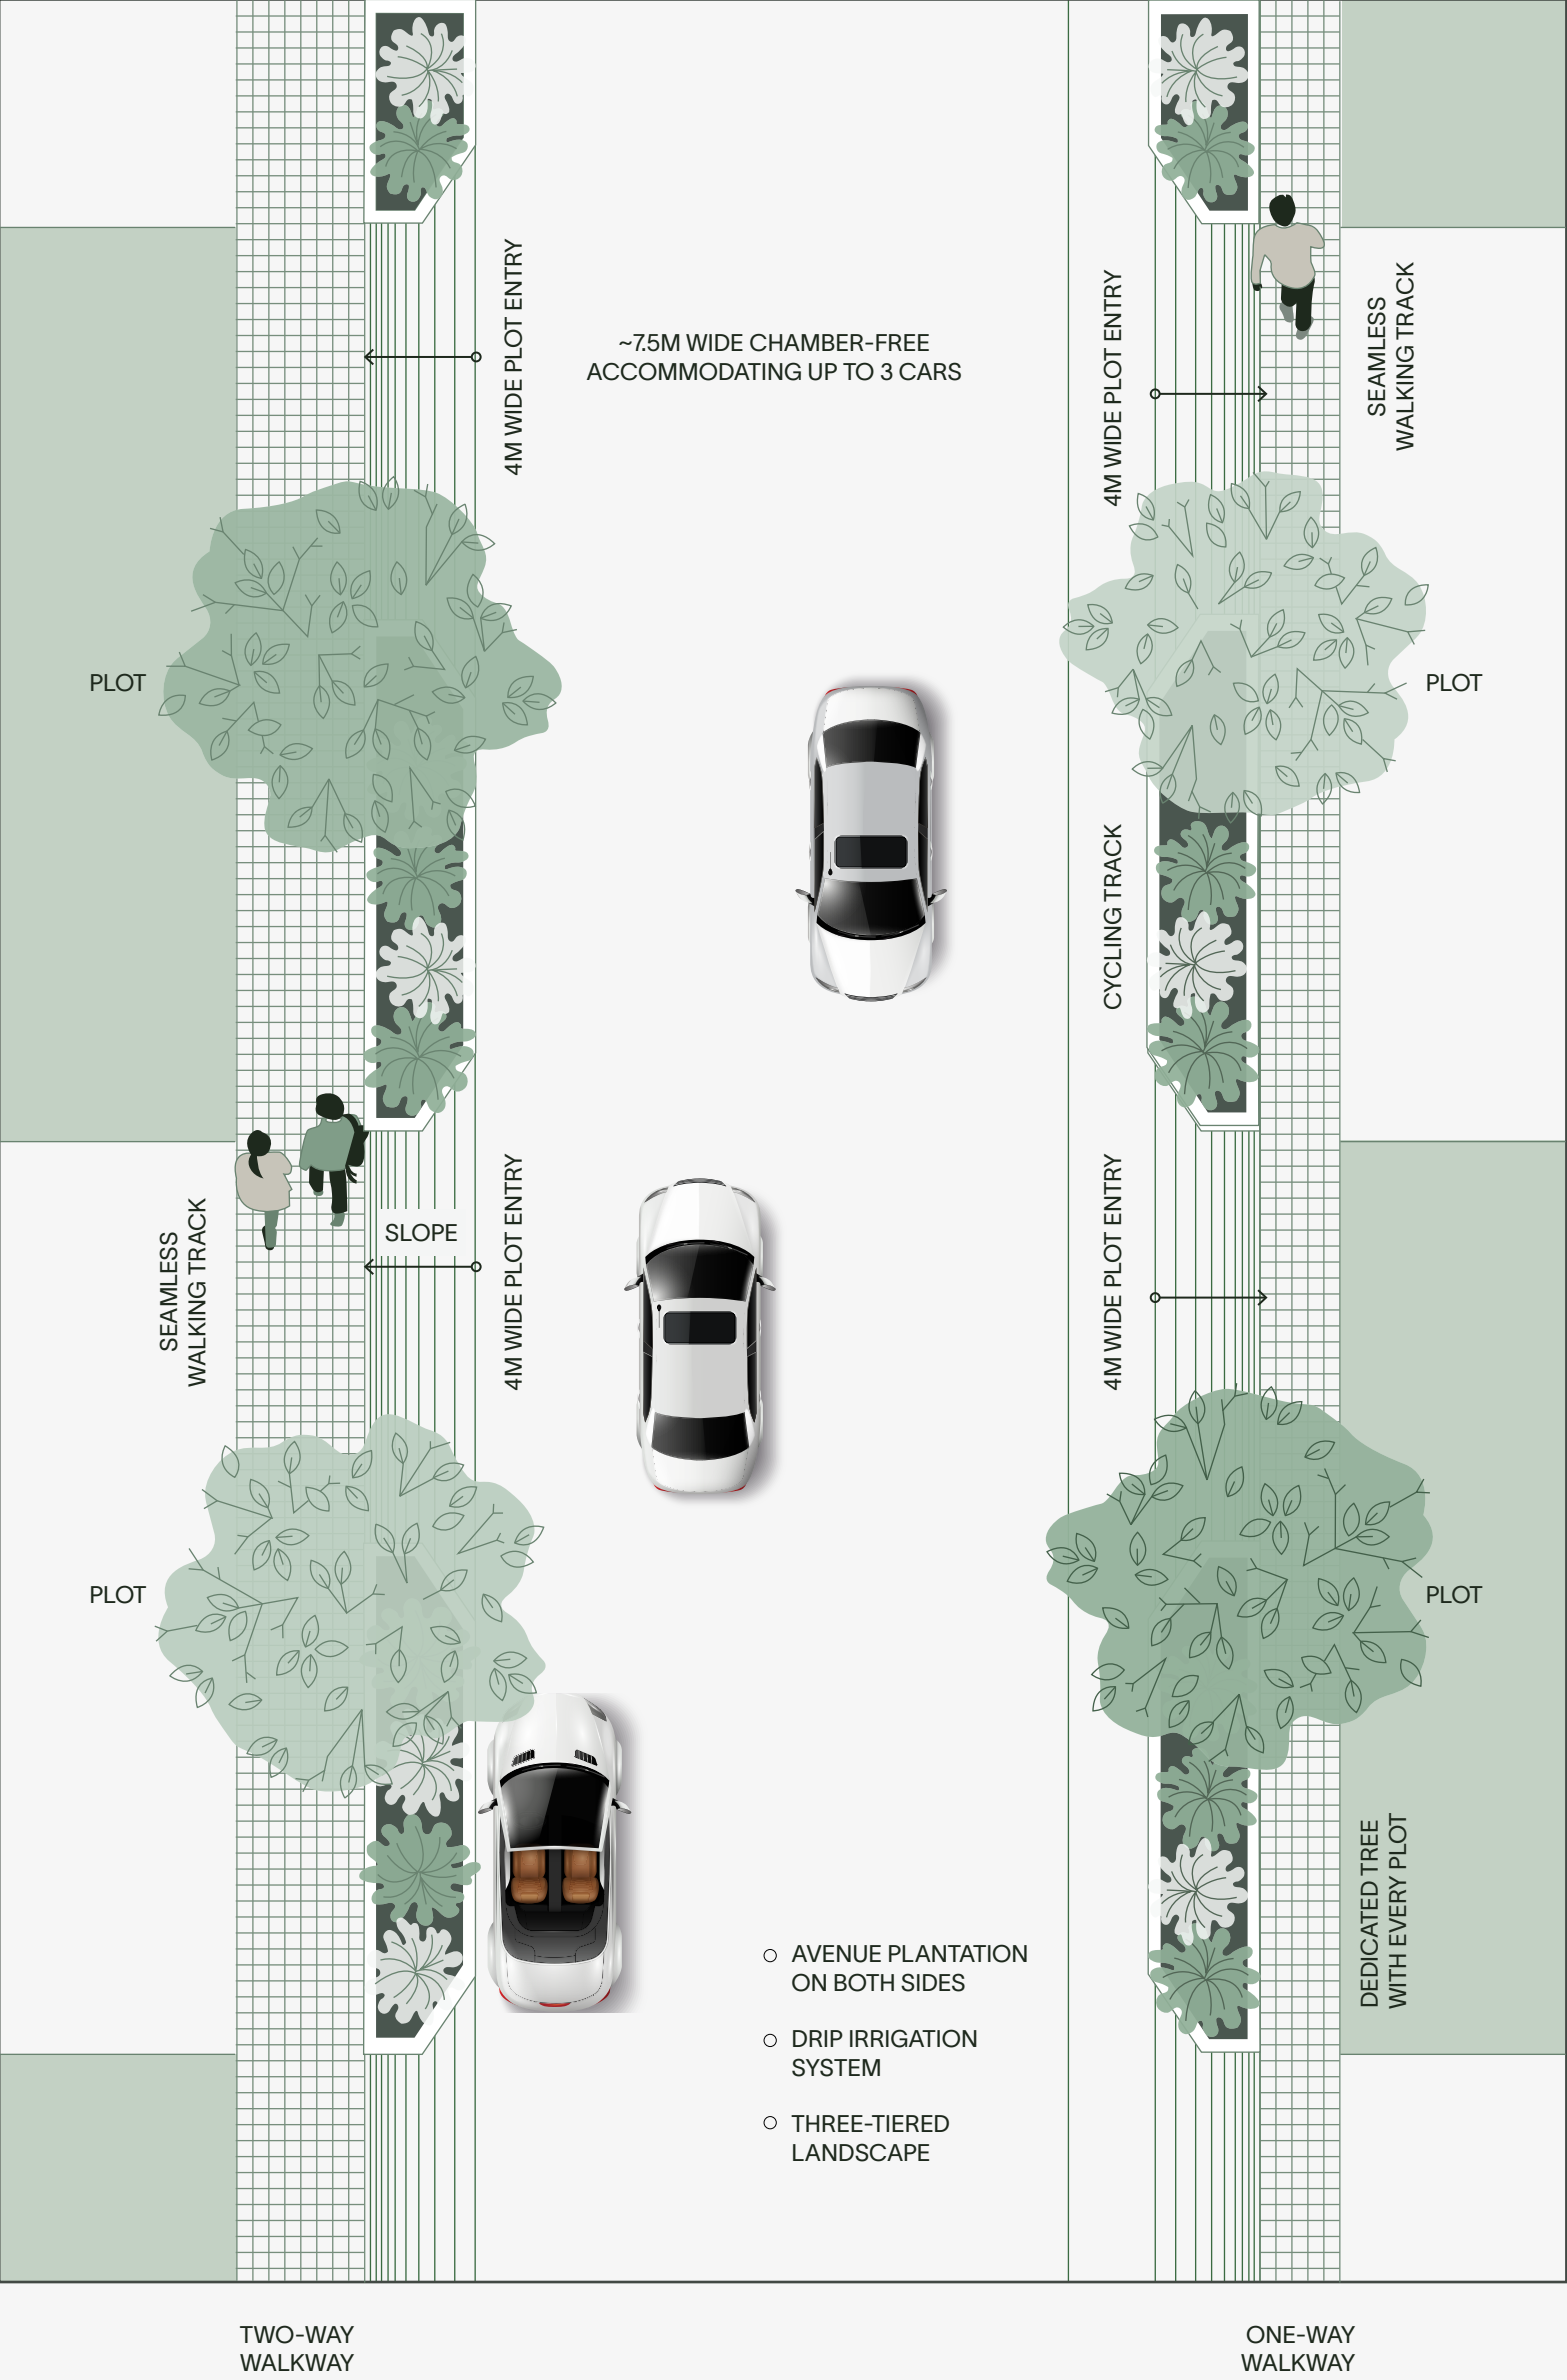 4M WIDE PLOT ENTRY
~7.5M WIDE CHAMBER-FREE
ACCOMMODATING UP TO 3 CARS
4M WIDE PLOT ENTRY
SEAMLESS
WALKING TRACK
PLOT
PLOT
CYCLING TRACK
SEAMLESS
WALKING TRACK
SLOPE
4M WIDE PLOT ENTRY
4M WIDE PLOT ENTRY
PLOT
PLOT
DEDICATED TREE
WITH EVERY PLOT
AVENUE PLANTATION
ON BOTH SIDES
DRIP IRRIGATION
SYSTEM
THREE-TIERED
LANDSCAPE
TWO-WAY
WALKWAY
ONE-WAY
WALKWAY